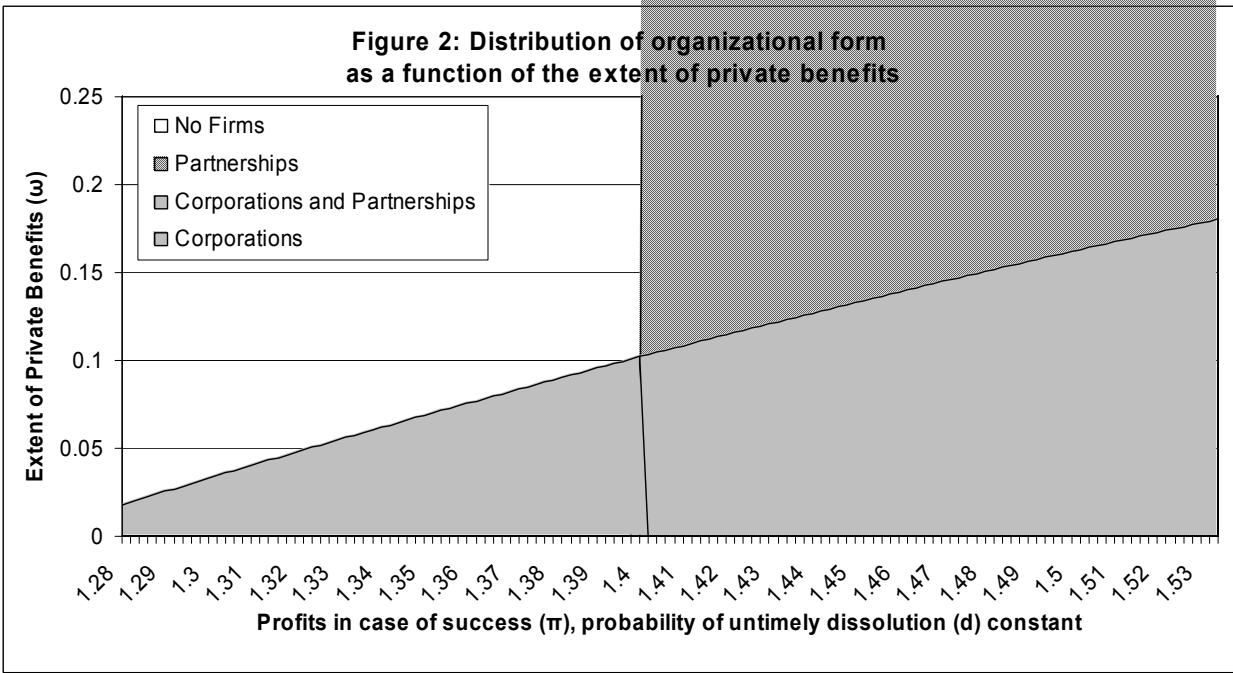 Figure 2: Distribution of organizational form
as a function of the extent of private benefits
0.25
0.2
0.15
0.1
0.05
0
Extent of Private Benefits (ω)
No Firms
Partnerships
Corporations and Partnerships
Corporations
1.28 1.29 1.3 1.31 1.32 1.33 1.34 1.35 1.36 1.37 1.38 1.39 1.4 1.41 1.42 1.43 1.44 1.45 1.46 1.47 1.48 1.49 1.5 1.51 1.52 1.53
Profits in case of success (π), probability of untimely dissolution (d) constant